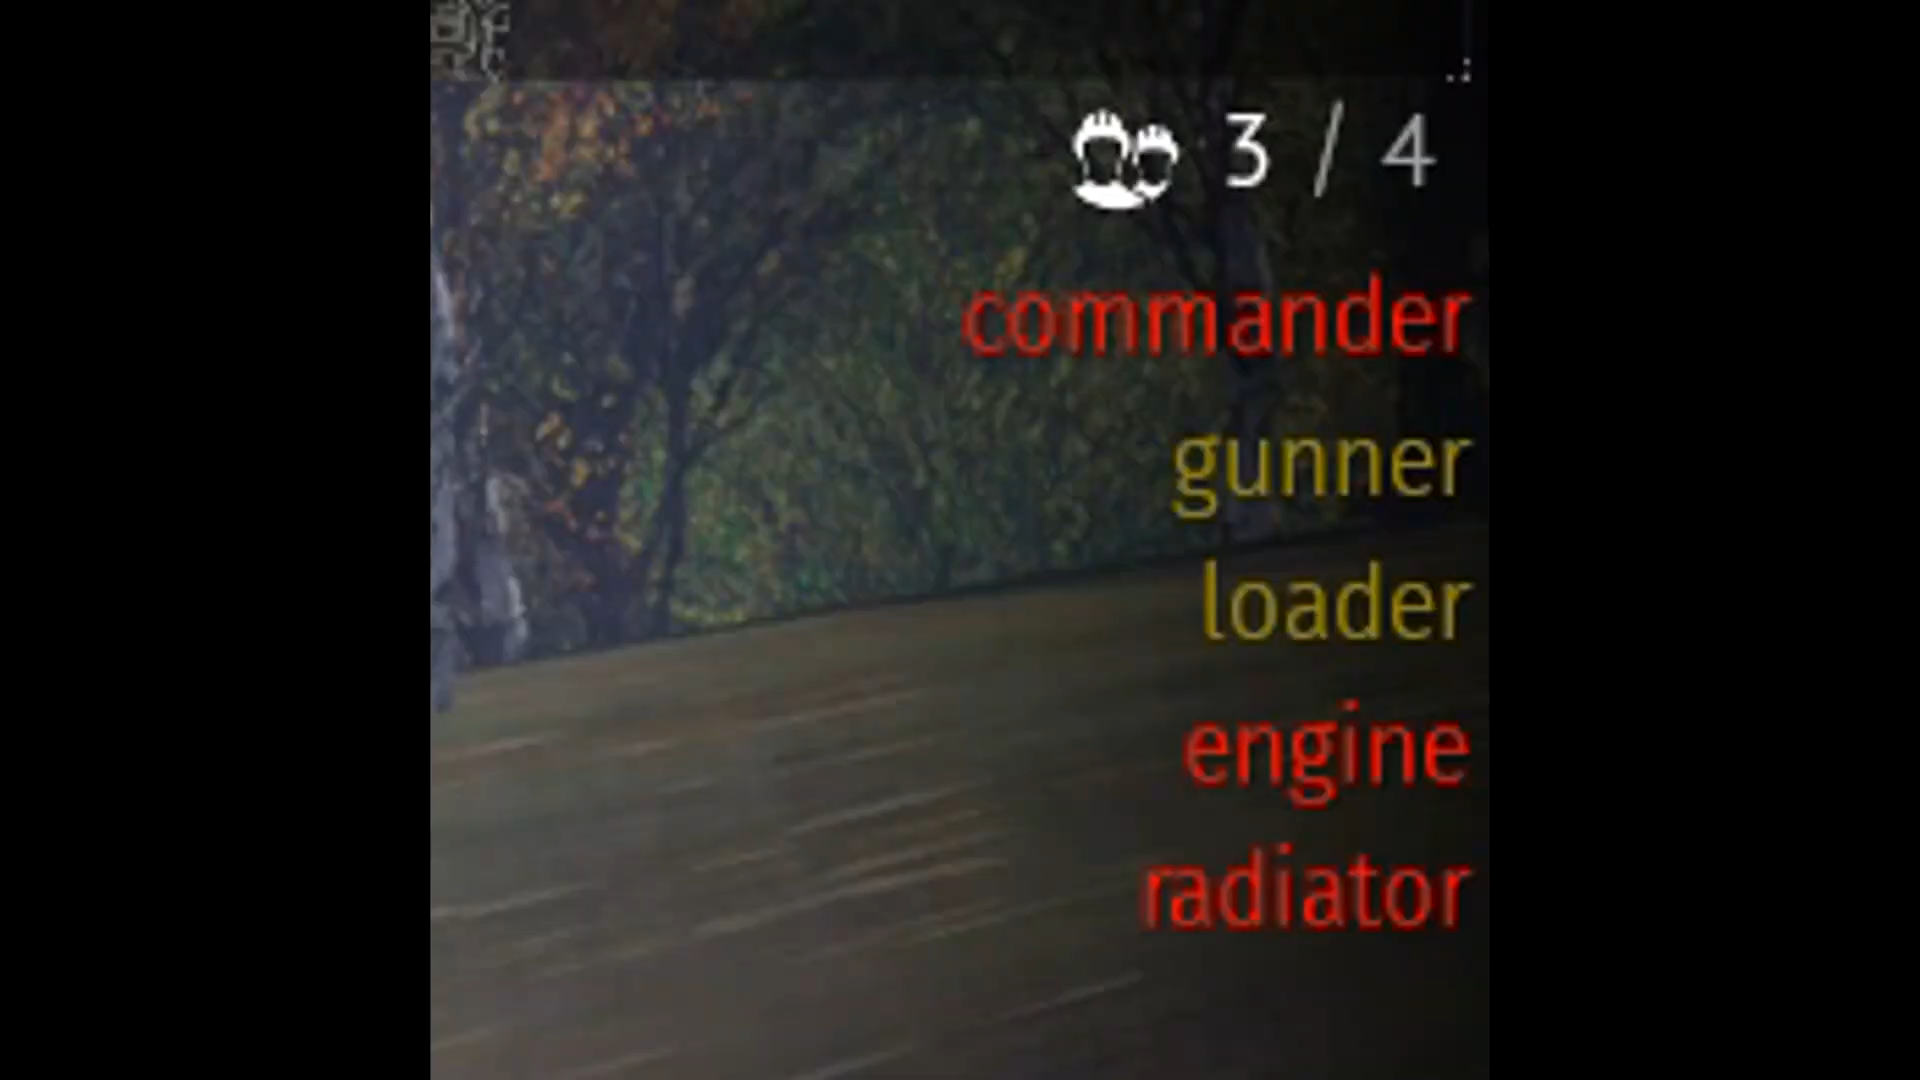 3 / 4
commander
gunner
loader
engine
radiator